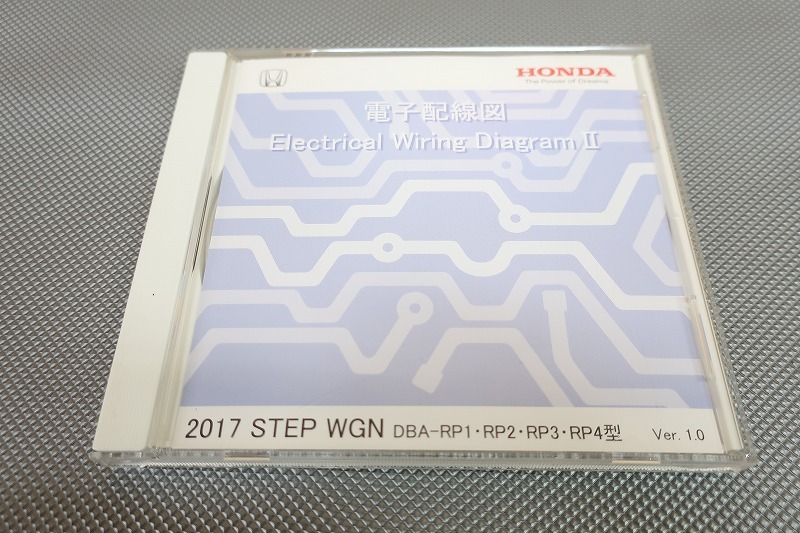 HONDA
The Power of Dreams
電子配線図
Electrical Wiring Diagram Ⅱ
2017 STEP WGN DBA-RP1・RP2・RP3・RP4型 Ver. 1.0